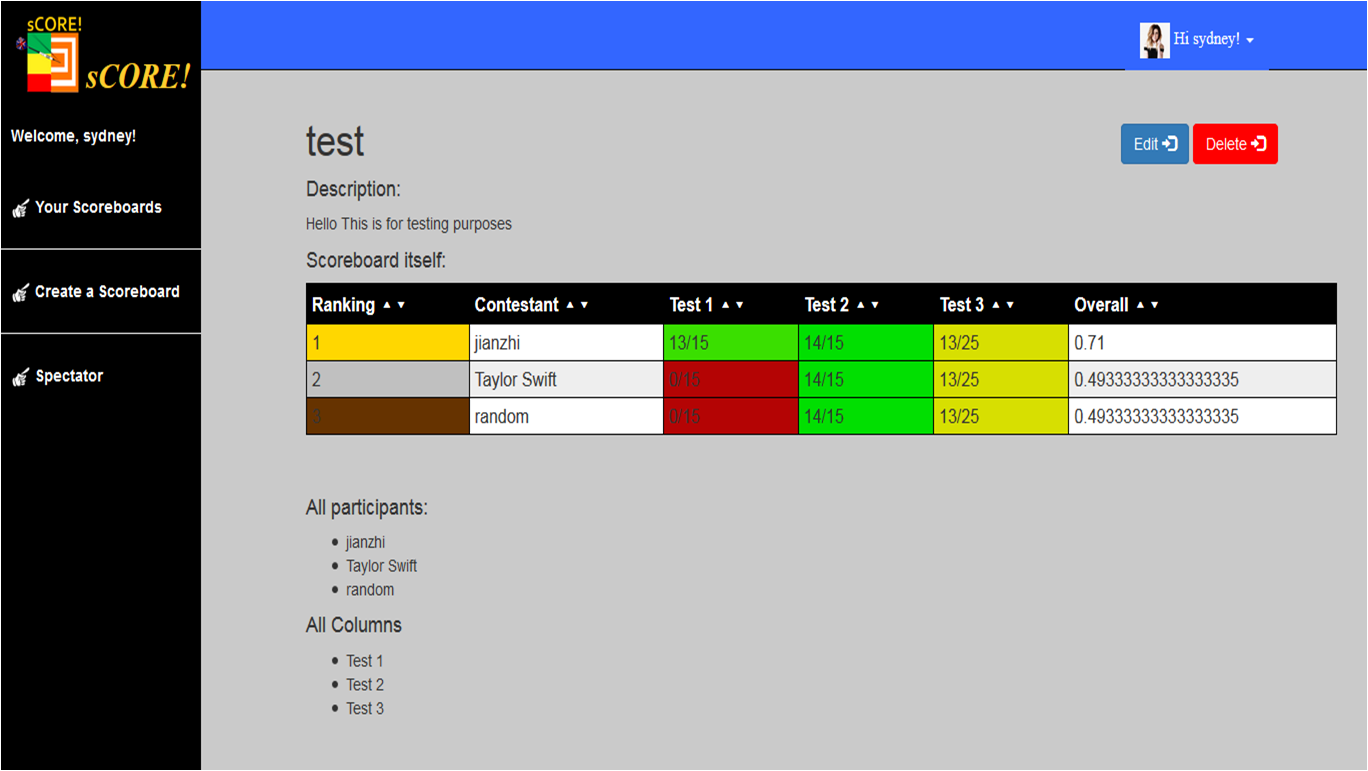 sCORE!
sCORE!
Hi sydney!
Welcome, sydney!
Your Scoreboards
Create a Scoreboard
Spectator
test
Edit
Delete
Description:
Hello This is for testing purposes
Scoreboard itself:
Ranking ▲ ▼ Contestant ▲ ▼ Test 1 ▲ ▼ Test 2 ▲ ▼ Test 3 ▲ ▼ Overall ▲ ▼
1 jianzhi 13/15 14/15 13/25 0.71
2 Taylor Swift 0/15 14/15 13/25 0.49333333333333335
3 random 0/15 14/15 13/25 0.49333333333333335
All participants:
• jianzhi
• Taylor Swift
• random
All Columns
• Test 1
• Test 2
• Test 3